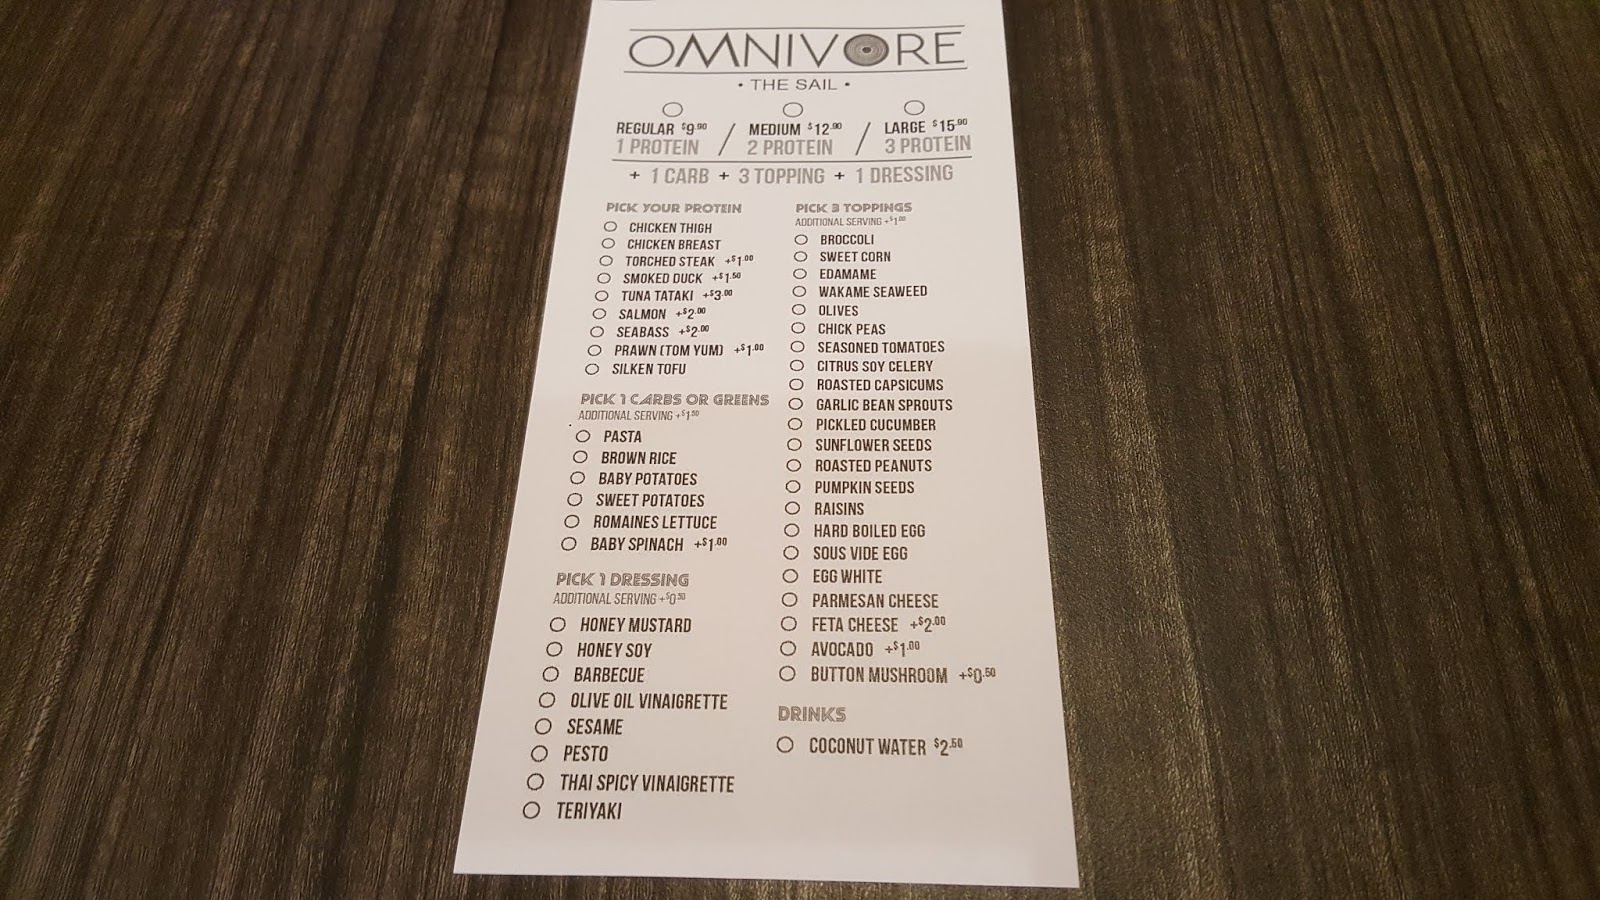 OMNIVORE
• THE SAIL •
REGULAR $9.90 / MEDIUM $12.90 / LARGE $15.90
1 PROTEIN 2 PROTEIN 3 PROTEIN
+ 1 CARB + 3 TOPPING + 1 DRESSING
PICK YOUR PROTEIN
CHICKEN THIGH
CHICKEN BREAST
TORCHED STEAK +$1.00
SMOKED DUCK +$1.50
TUNA TATAKI +$3.00
SALMON +$2.00
SEABASS +$2.00
PRAWN (TOM YUM) +$1.00
SILKEN TOFU
PICK 1 CARBS OR GREENS
ADDITIONAL SERVING +$1.50
PASTA
BROWN RICE
BABY POTATOES
SWEET POTATOES
ROMAINES LETTUCE
BABY SPINACH +$1.00
PICK 1 DRESSING
ADDITIONAL SERVING +$0.50
HONEY MUSTARD
HONEY SOY
BARBECUE
OLIVE OIL VINAIGRETTE
SESAME
PESTO
THAI SPICY VINAIGRETTE
TERIYAKI
PICK 3 TOPPINGS
ADDITIONAL SERVING +$1.00
BROCCOLI
SWEET CORN
EDAMAME
WAKAME SEAWEED
OLIVES
CHICK PEAS
SEASONED TOMATOES
CITRUS SOY CELERY
ROASTED CAPSICUMS
GARLIC BEAN SPROUTS
PICKLED CUCUMBER
SUNFLOWER SEEDS
ROASTED PEANUTS
PUMPKIN SEEDS
RAISINS
HARD BOILED EGG
SOUS VIDE EGG
EGG WHITE
PARMESAN CHEESE
FETA CHEESE +$2.00
AVOCADO +$1.00
BUTTON MUSHROOM +$0.50
DRINKS
COCONUT WATER $2.50